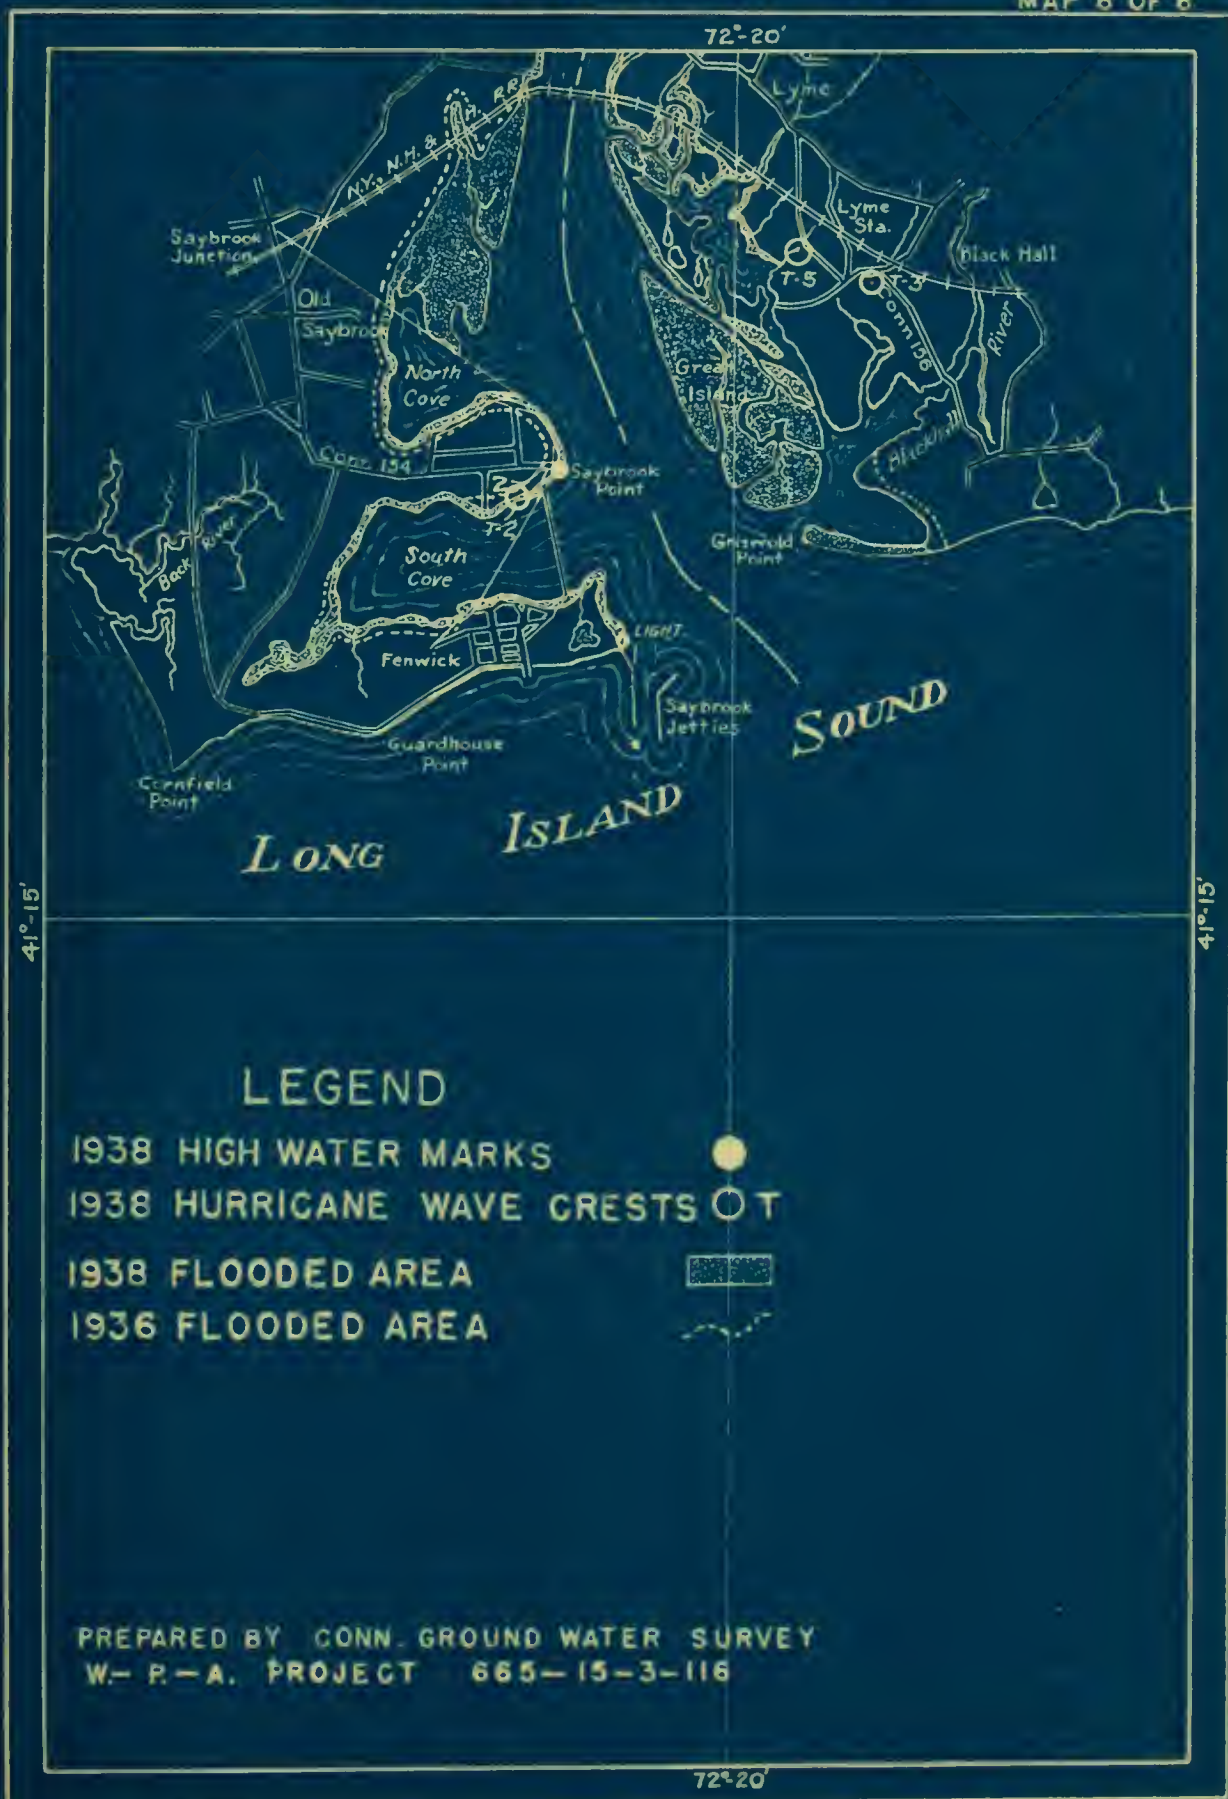 MAP 6 OF 6
72°-20'
Lyme
N.Y., N.H. & H. R.R.
Lyme
Sta.
Saybrook
Junction
Black Hall
T-5
T-3
Old
Saybrook
Conn 156
River
North
Cove
Great
Island
Conn 154
Blackhall
Saybrook
Point
2
T-2
River
Back
Griswold
Point
South
Cove
LIGHT
Fenwick
Saybrook
Jetties
Guardhouse
Point
Cornfield
Point
LONG ISLAND SOUND
41°-15'
41°-15'
LEGEND
1938 HIGH WATER MARKS
1938 HURRICANE WAVE CRESTS T
1938 FLOODED AREA
1936 FLOODED AREA
PREPARED BY CONN. GROUND WATER SURVEY
W.-P.-A. PROJECT 665-15-3-116
72°-20'